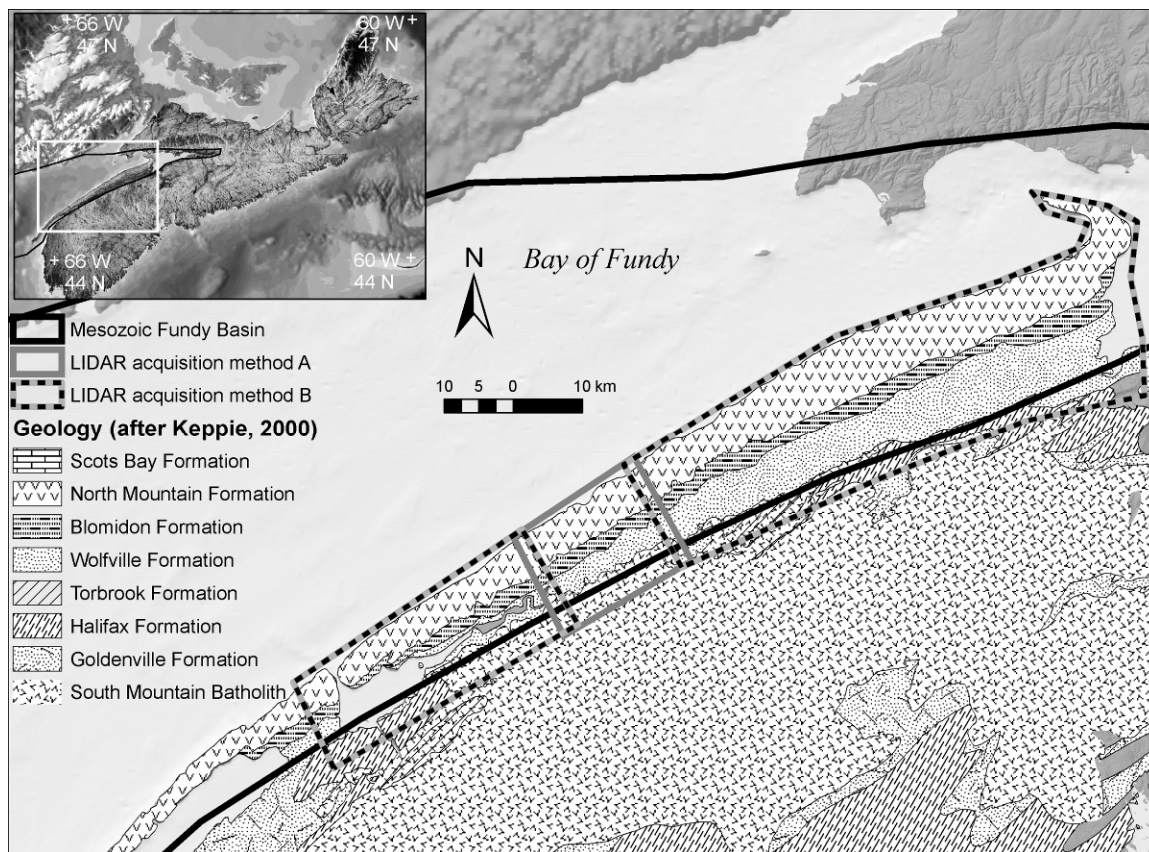 + 66 W
47 N
60 W +
47 N
+ 66 W
44 N
60 W +
44 N
N
Bay of Fundy
10 5 0 10 km
Mesozoic Fundy Basin
LIDAR acquisition method A
LIDAR acquisition method B
Geology (after Keppie, 2000)
Scots Bay Formation
North Mountain Formation
Blomidon Formation
Wolfville Formation
Torbrook Formation
Halifax Formation
Goldenville Formation
South Mountain Batholith